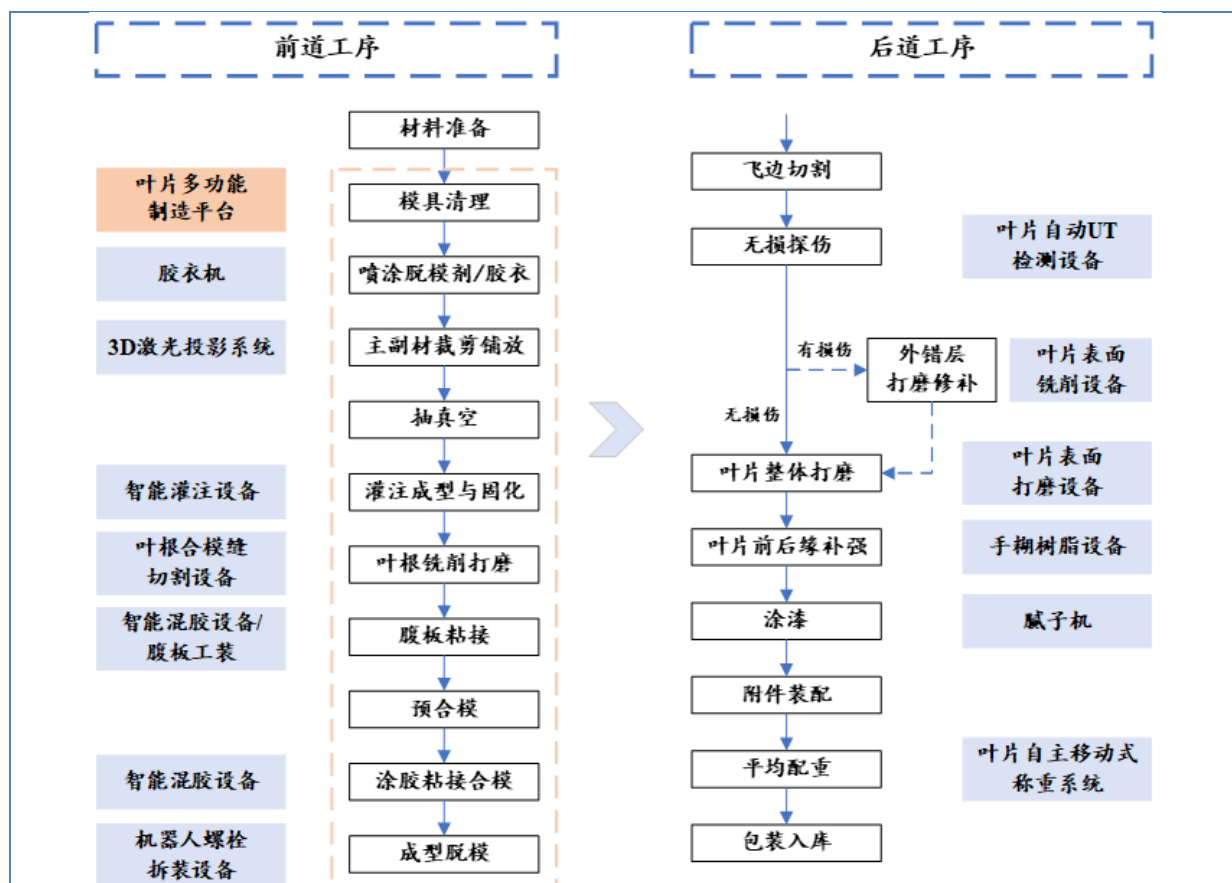 前道工序
后道工序
材料准备
叶片多功能
制造平台
模具清理
胶衣机
喷涂脱模剂/胶衣
3D激光投影系统
主副材裁剪铺放
抽真空
智能灌注设备
灌注成型与固化
叶根合模缝
切割设备
叶根铣削打磨
智能混胶设备/
腹板工装
腹板粘接
预合模
智能混胶设备
涂胶粘接合模
机器人螺栓
拆装设备
成型脱模
飞边切割
无损探伤
叶片自动UT
检测设备
有损伤
外错层
打磨修补
叶片表面
铣削设备
无损伤
叶片整体打磨
叶片表面
打磨设备
叶片前后缘补强
手糊树脂设备
涂漆
腻子机
附件装配
平均配重
叶片自主移动式
称重系统
包装入库